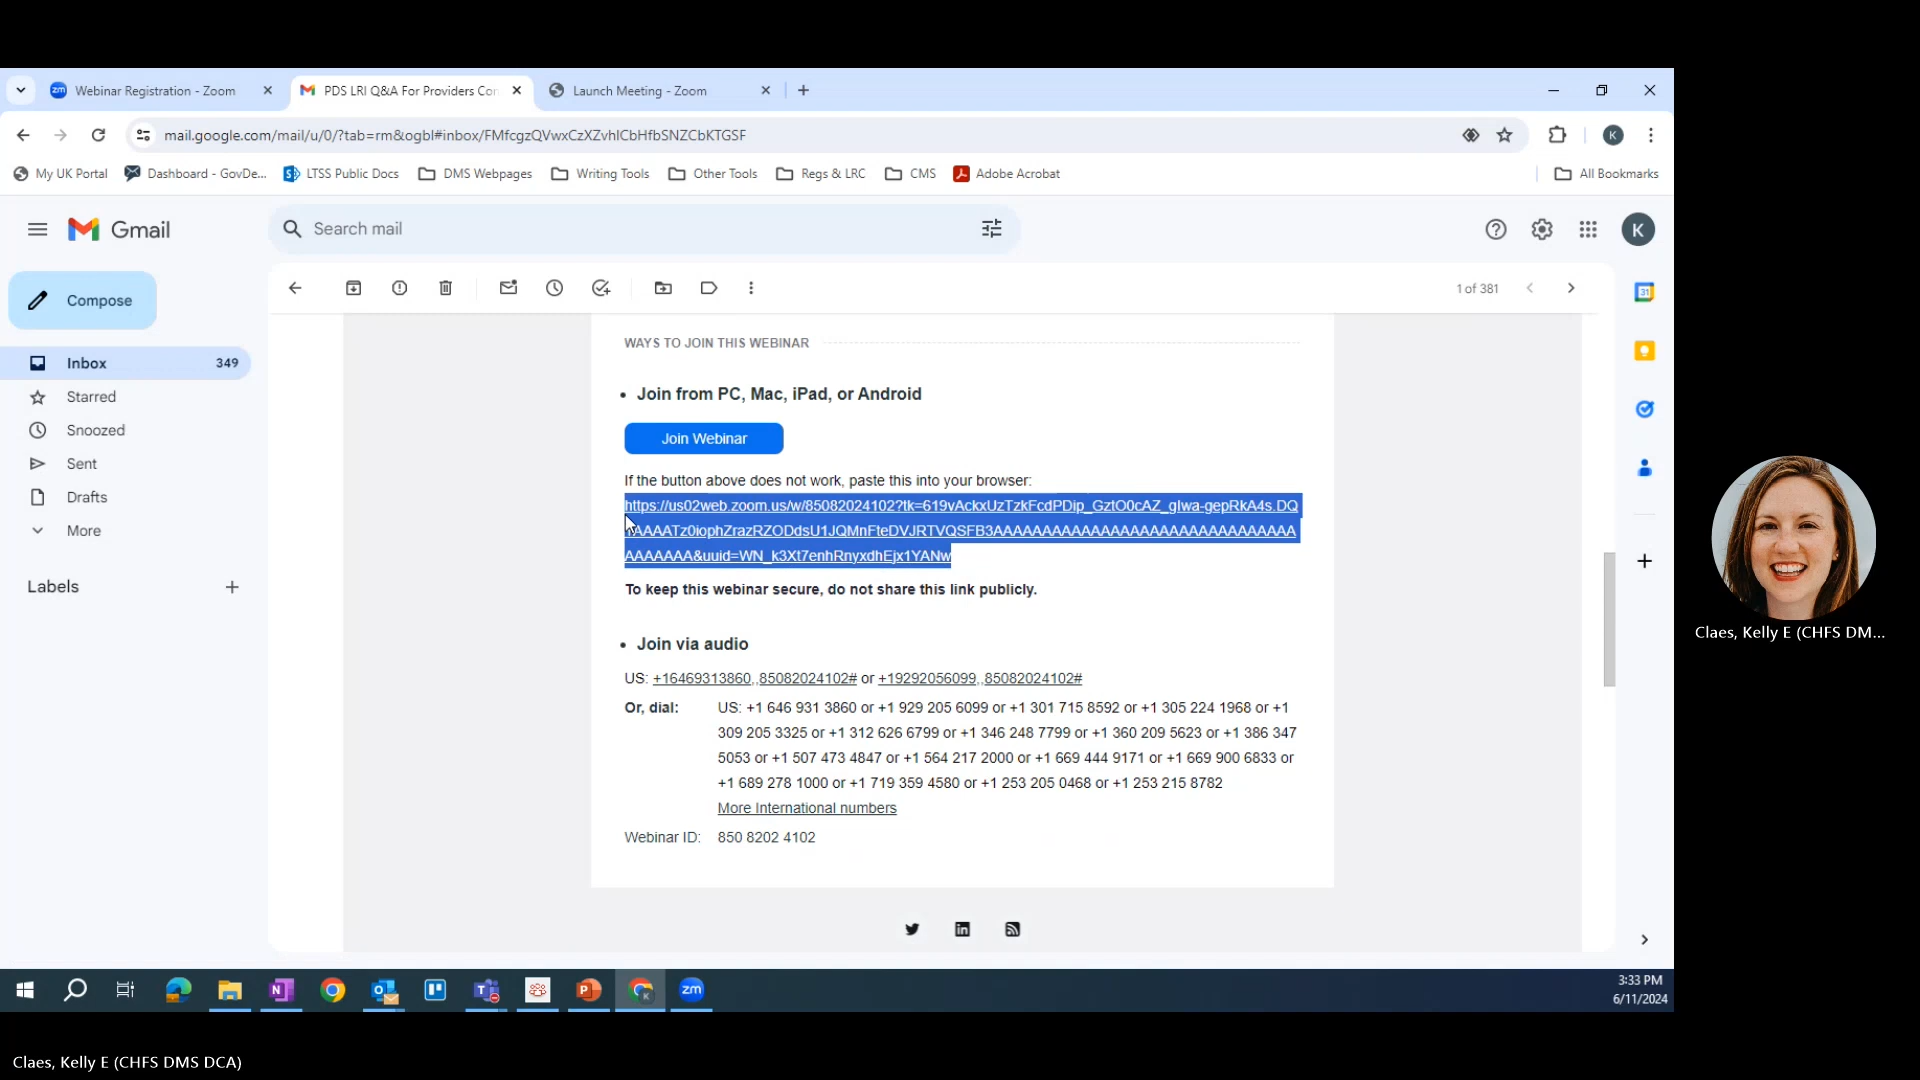 Webinar Registration - Zoom
PDS LRI Q&A For Providers Con
Launch Meeting - Zoom
mail.google.com/mail/u/0/?tab=rm&ogbl#inbox/FMfcgzQVwxCzXZvhlCbHfbSNZCbKTGSF
K
My UK Portal
Dashboard - GovDe...
LTSS Public Docs
DMS Webpages
Writing Tools
Other Tools
Regs & LRC
CMS
Adobe Acrobat
All Bookmarks
Gmail
Search mail
K
Compose
1 of 381
Inbox 349
Starred
Snoozed
Sent
Drafts
More
Labels
WAYS TO JOIN THIS WEBINAR
• Join from PC, Mac, iPad, or Android
Join Webinar
If the button above does not work, paste this into your browser:
https://us02web.zoom.us/w/85082024102?tk=619vAckxUzTzkFcdPDip_GztO0cAZ_glwa-gepRkA4s.DQ
AAAATz0iophZrazRZODdsU1JQMnFteDVJRTVQSFB3AAAAAAAAAAAAAAAAAAAAAAAAAAAAAAA
AAAAAAA&uuid=WN_k3Xt7enhRnyxdhEjx1YANw
To keep this webinar secure, do not share this link publicly.
• Join via audio
US: +16469313860,,85082024102# or +19292056099,,85082024102#
Or, dial: US: +1 646 931 3860 or +1 929 205 6099 or +1 301 715 8592 or +1 305 224 1968 or +1
309 205 3325 or +1 312 626 6799 or +1 346 248 7799 or +1 360 209 5623 or +1 386 347
5053 or +1 507 473 4847 or +1 564 217 2000 or +1 669 444 9171 or +1 669 900 6833 or
+1 689 278 1000 or +1 719 359 4580 or +1 253 205 0468 or +1 253 215 8782
More International numbers
Webinar ID: 850 8202 4102
3:33 PM
6/11/2024
Claes, Kelly E (CHFS DM...
Claes, Kelly E (CHFS DMS DCA)